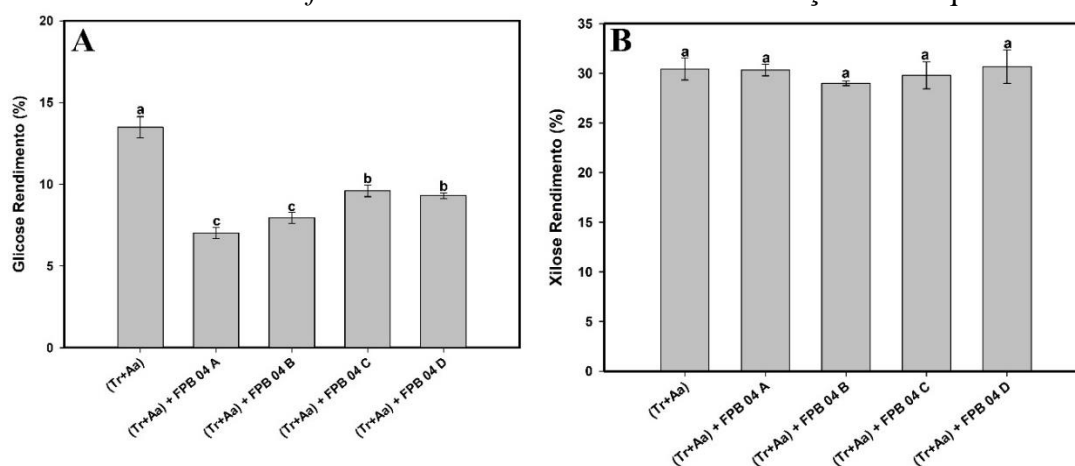 A
Glicose Rendimento (%)
20
15
10
5
0
a
c
c
b
b
(Tr+Aa)
(Tr+Aa) + FPB 04 A
(Tr+Aa) + FPB 04 B
(Tr+Aa) + FPB 04 C
(Tr+Aa) + FPB 04 D
B
Xilose Rendimento (%)
35
30
25
20
15
10
5
0
a
a
a
a
a
(Tr+Aa)
(Tr+Aa) + FPB 04 A
(Tr+Aa) + FPB 04 B
(Tr+Aa) + FPB 04 C
(Tr+Aa) + FPB 04 D